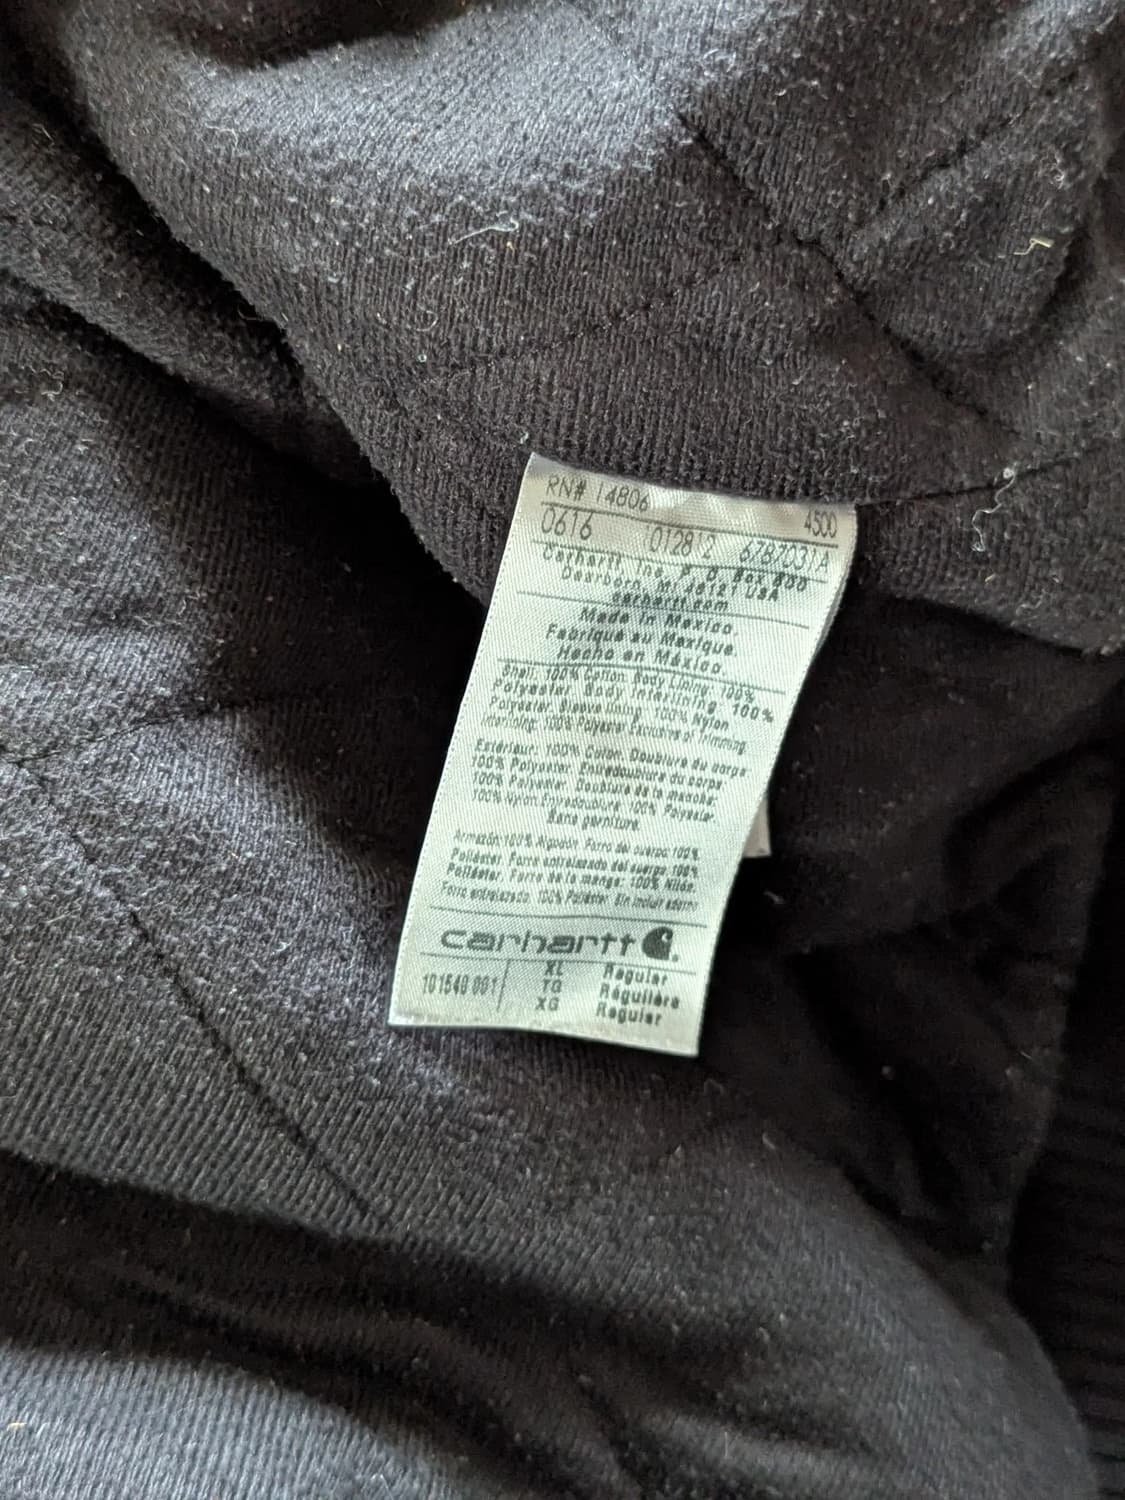 RN# 14806 4500
0616 012812 6787031A
Carhartt, Inc. P.O. Box 600
Dearborn, MI 48121 USA
carhartt.com
Made in Mexico.
Fabriqué au Mexique.
Hecho en México.
Shell: 100% Cotton. Body Lining: 100%
Polyester. Body Interlining: 100%
Polyester. Sleeve Lining: 100% Nylon.
Interlining: 100% Polyester. Exclusive of Trimming.
Extérieur: 100% Coton. Doublure du corps:
100% Polyester. Entredoublure du corps:
100% Polyester. Doublure de la manche:
100% Nylon. Entredoublure: 100% Polyester.
Sans garniture.
Armazón: 100% Algodón. Forro del cuerpo: 100%
Poliéster. Forro entrelazado del cuerpo: 100%
Poliéster. Forro de la manga: 100% Nilón.
Forro entrelazado: 100% Poliéster. Sin incluir adorno
carhartt
101540 001 XL Regular
TG Régulière
XG Regular